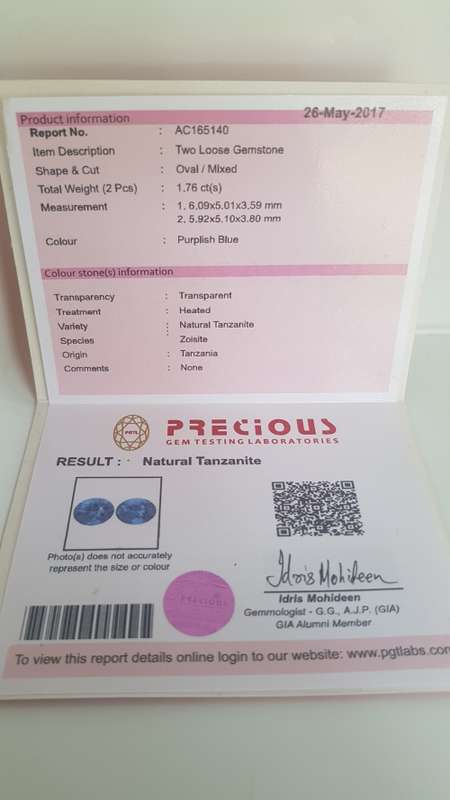 26-May-2017
Product information
Report No. : AC165140
Item Description : Two Loose Gemstone
Shape & Cut : Oval / Mixed
Total Weight (2 Pcs) : 1.76 ct(s)
Measurement : 1. 6.09x5.01x3.59 mm
2. 5.92x5.10x3.80 mm
Colour : Purplish Blue
Colour stone(s) information
Transparency : Transparent
Treatment : Heated
Variety : Natural Tanzanite
Species : Zoisite
Origin : Tanzania
Comments : None
PGTL
PRECIOUS
GEM TESTING LABORATORIES
RESULT : Natural Tanzanite
Photo(s) does not accurately
represent the size or colour
Idris Mohideen
Idris Mohideen
Gemmologist - G.G., A.J.P. (GIA)
GIA Alumni Member
PRECIOUS
To view this report details online login to our website: www.pgtlabs.com